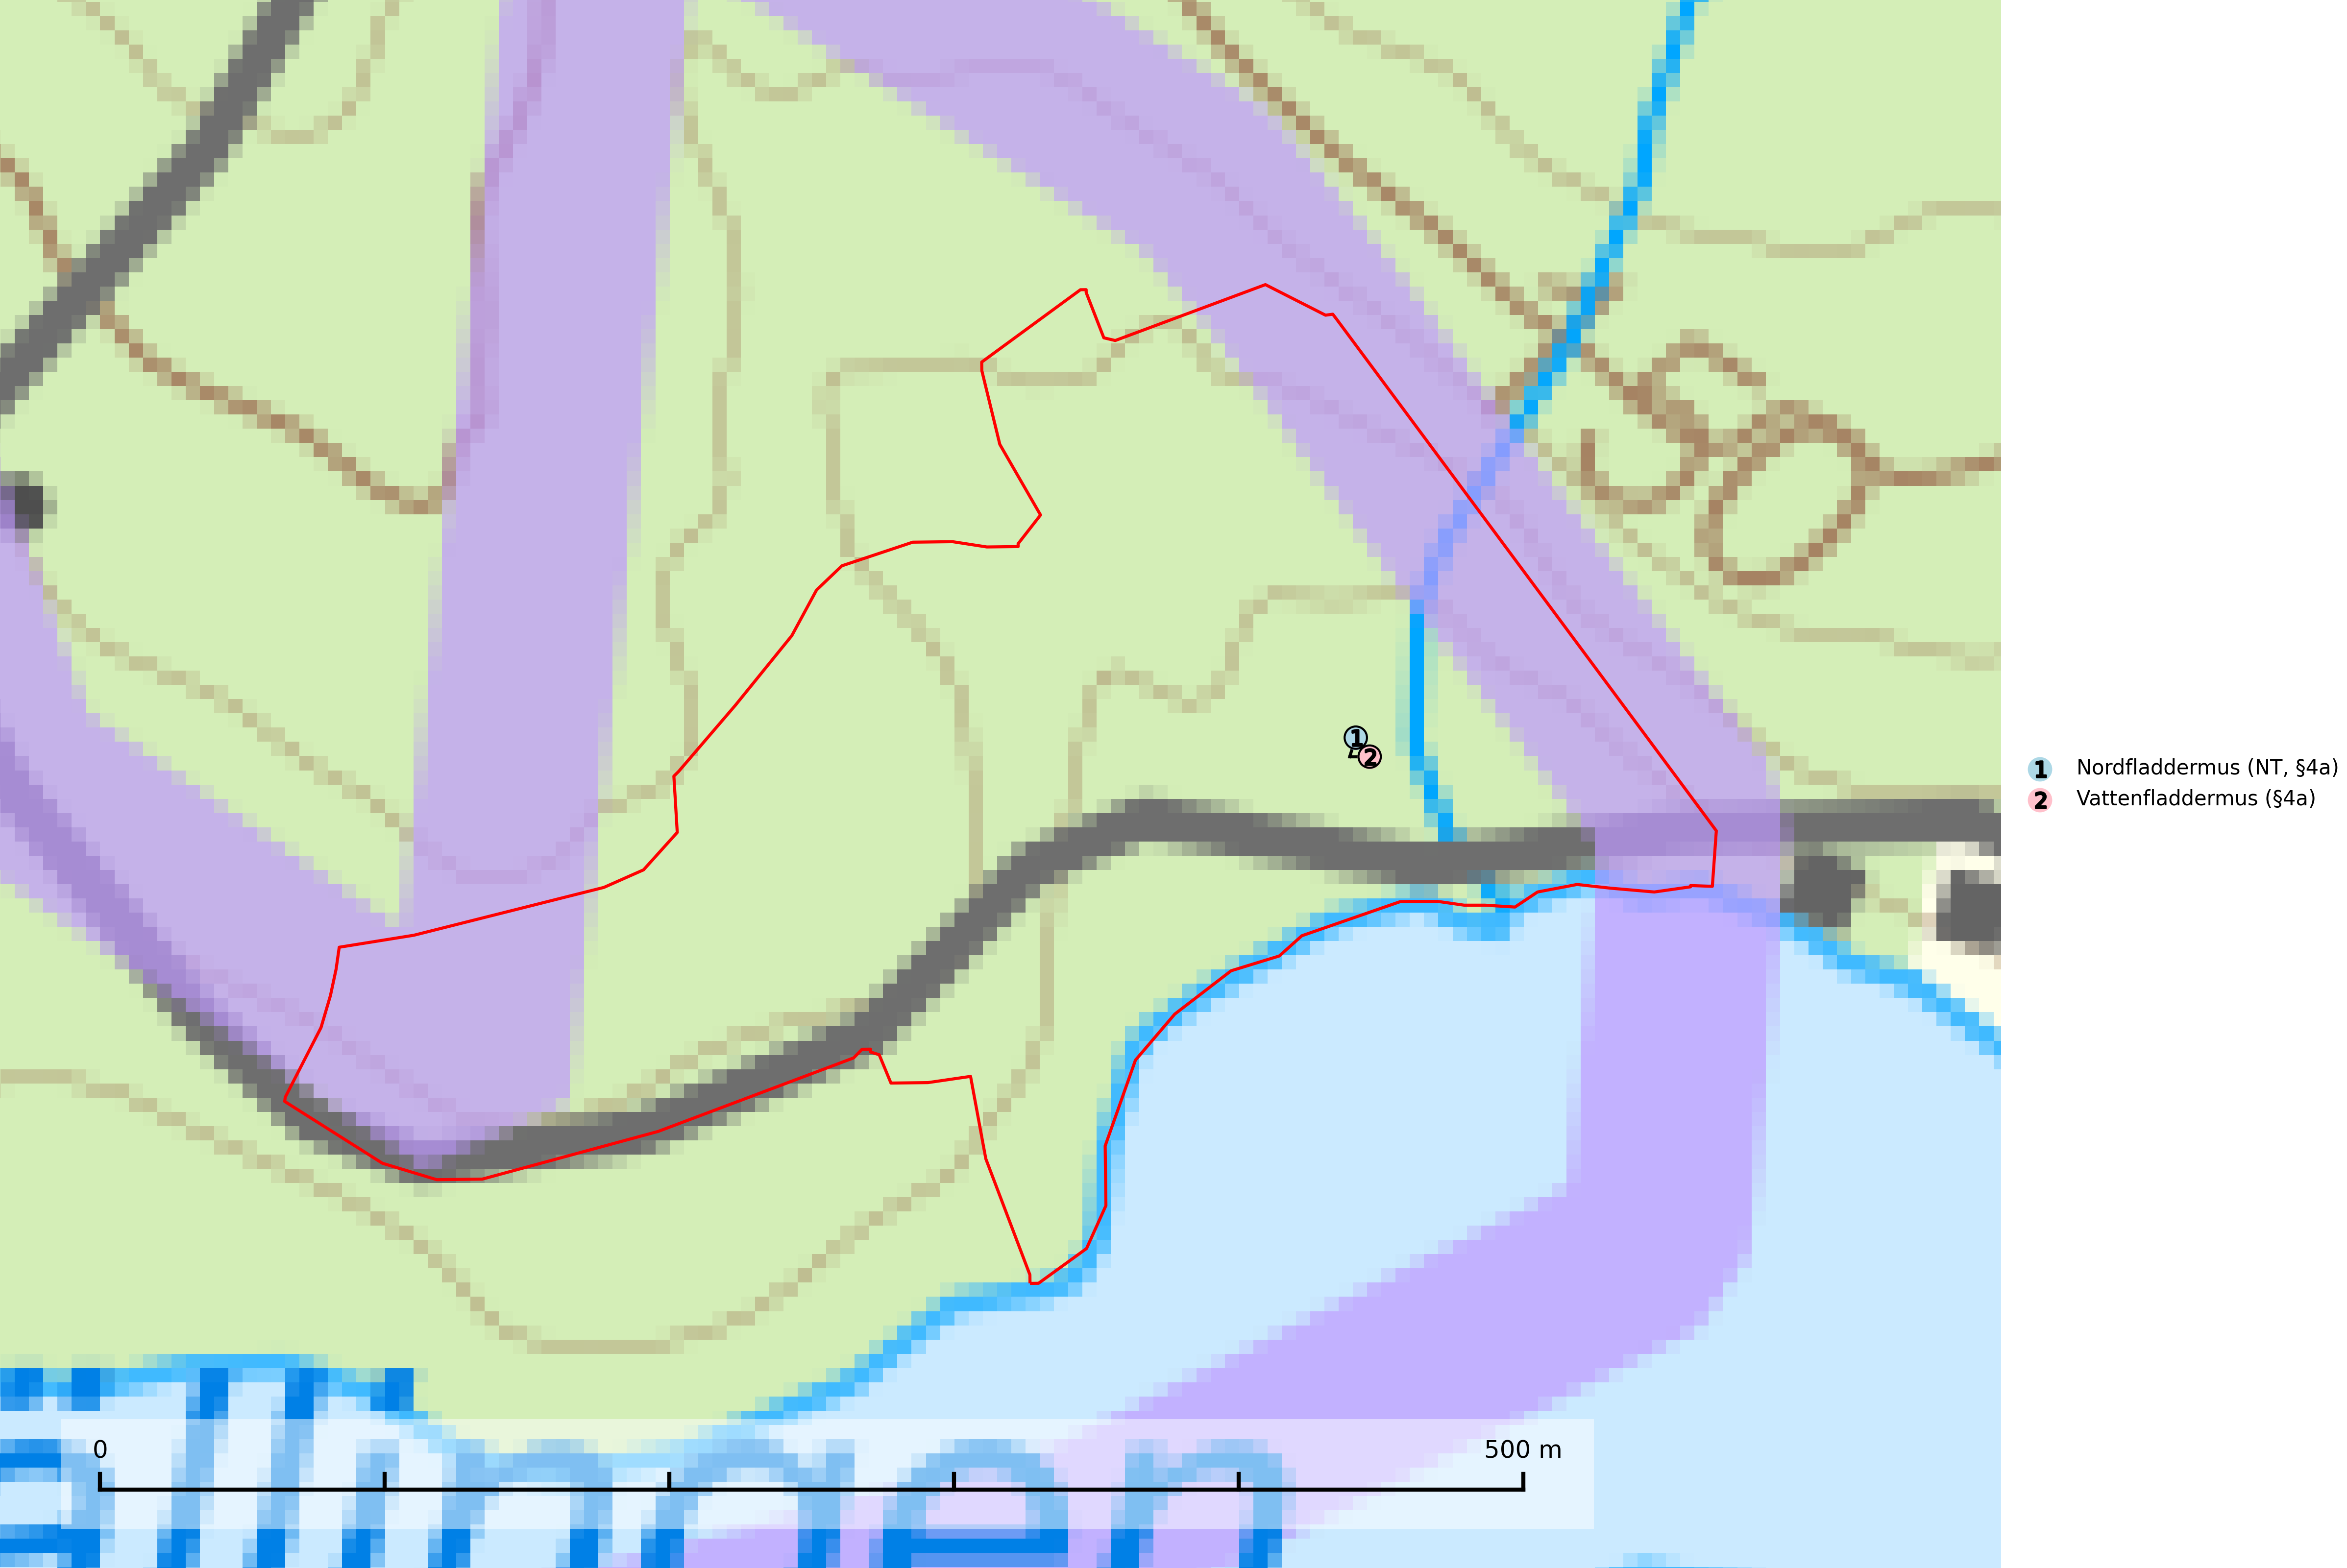 1
2
1 Nordfladdermus (NT, §4a)
2 Vattenfladdermus (§4a)
0 500 m